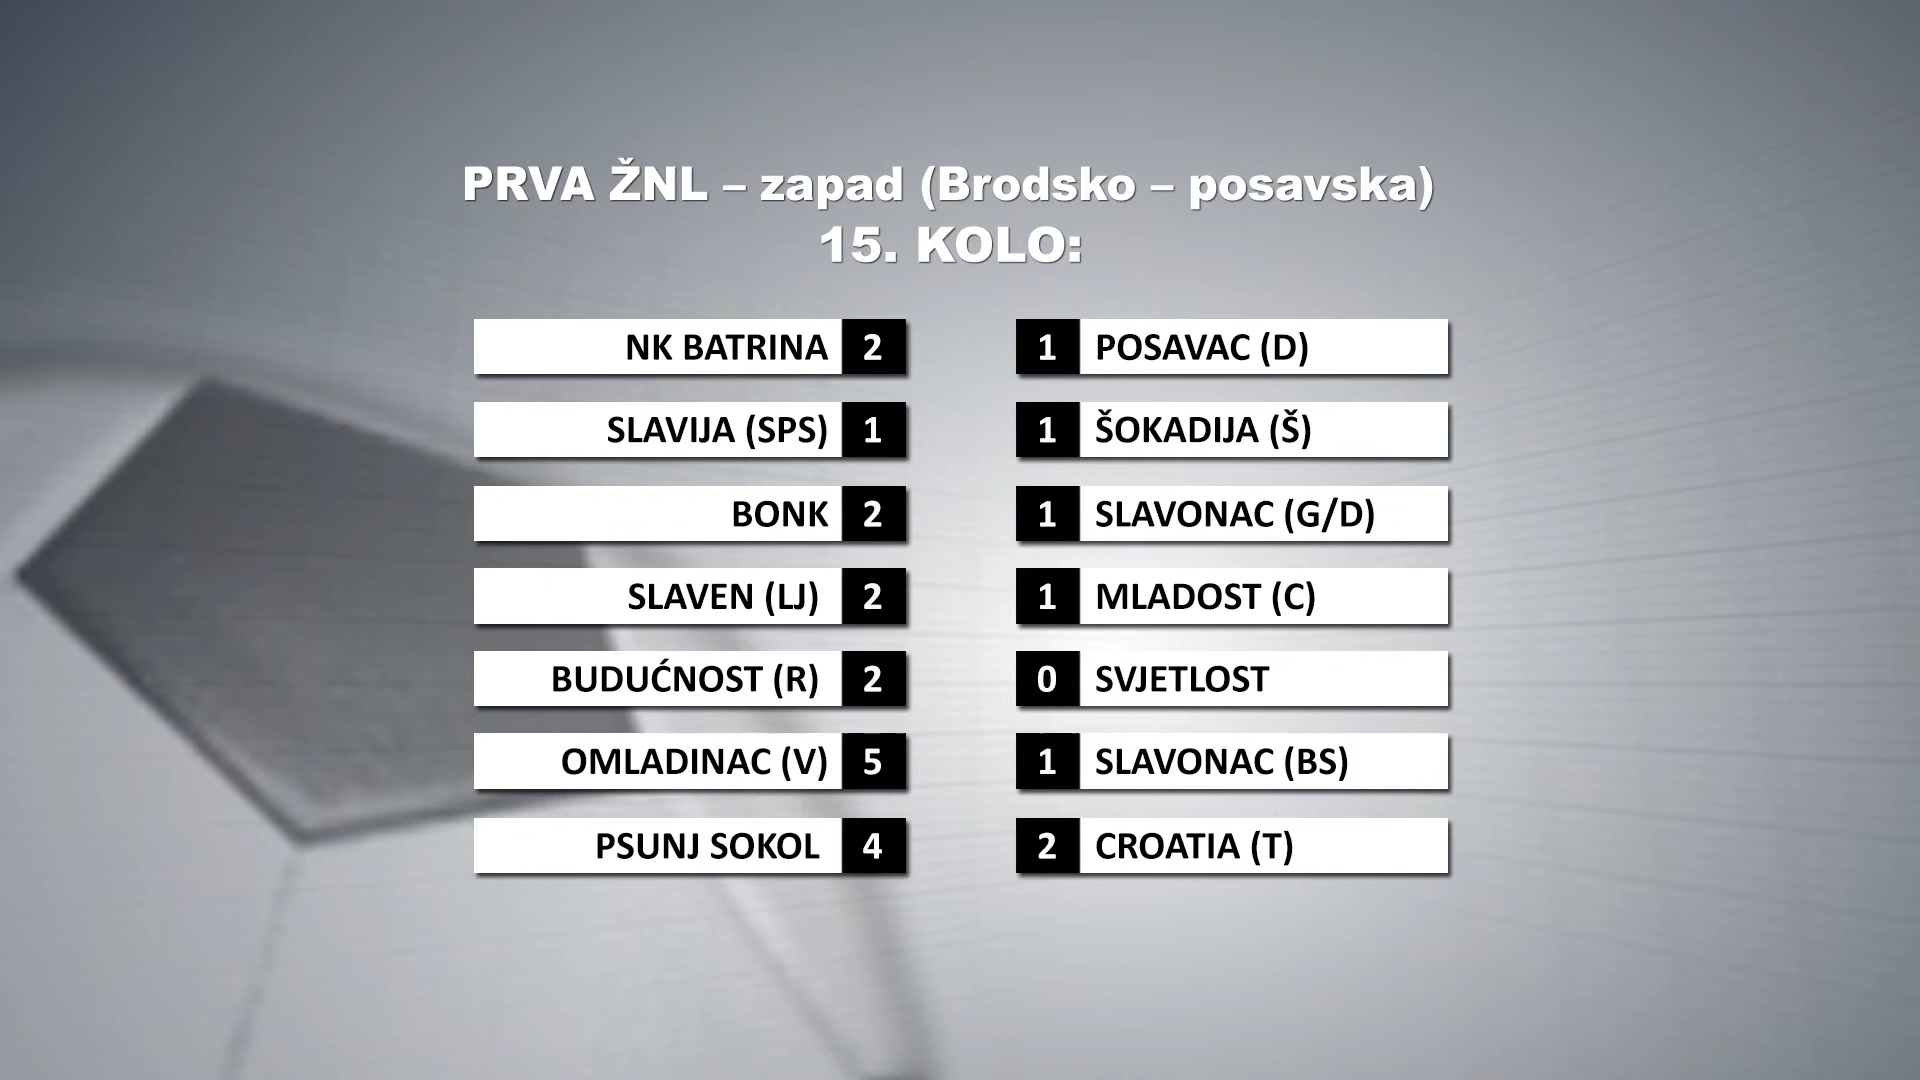 PRVA ŽNL – zapad (Brodsko – posavska)
15. KOLO:
NK BATRINA 2 1 POSAVAC (D)
SLAVIJA (SPS) 1 1 ŠOKADIJA (Š)
BONK 2 1 SLAVONAC (G/D)
SLAVEN (LJ) 2 1 MLADOST (C)
BUDUĆNOST (R) 2 0 SVJETLOST
OMLADINAC (V) 5 1 SLAVONAC (BS)
PSUNJ SOKOL 4 2 CROATIA (T)